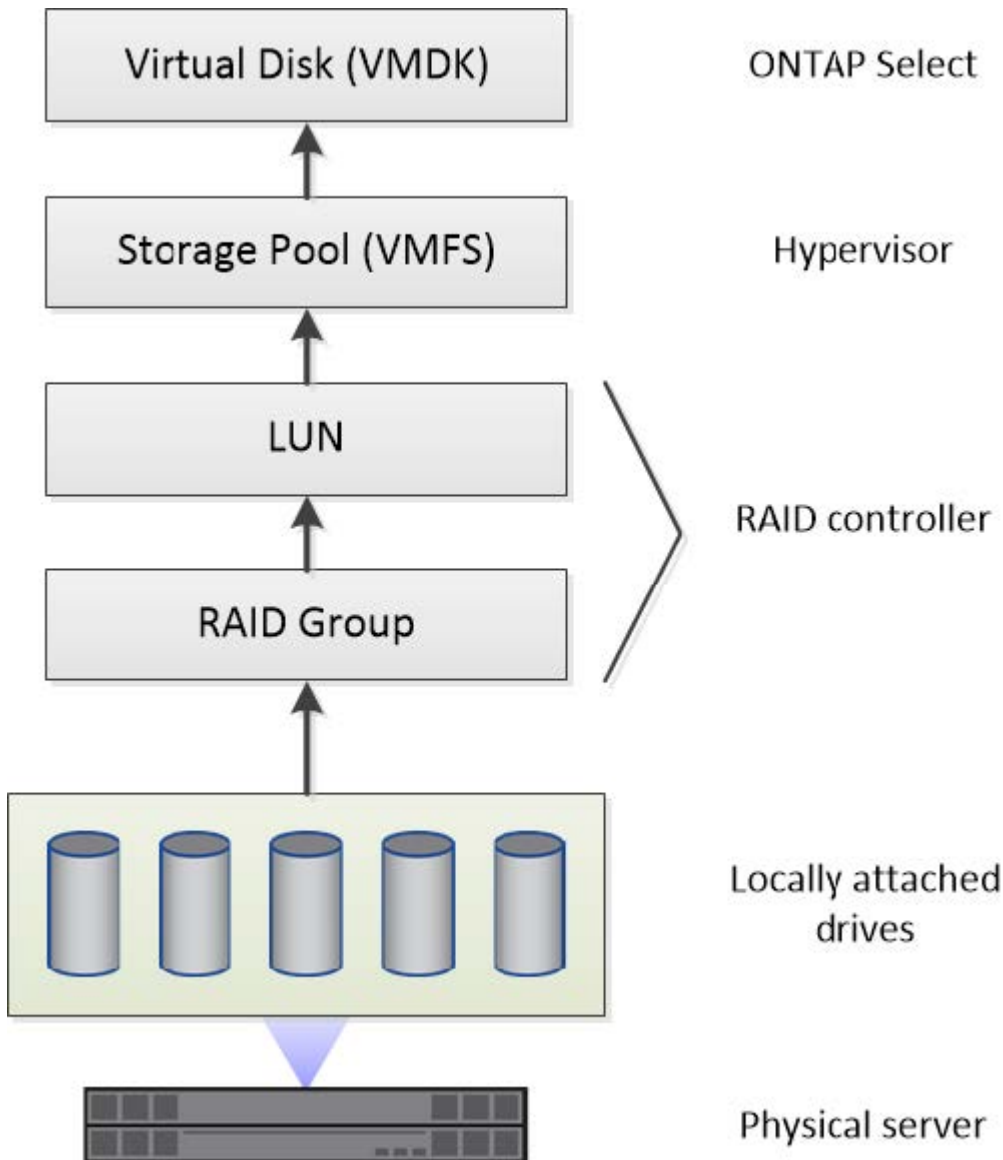 Virtual Disk (VMDK)
ONTAP Select
Storage Pool (VMFS)
Hypervisor
LUN
RAID controller
RAID Group
Locally attached
drives
Physical server